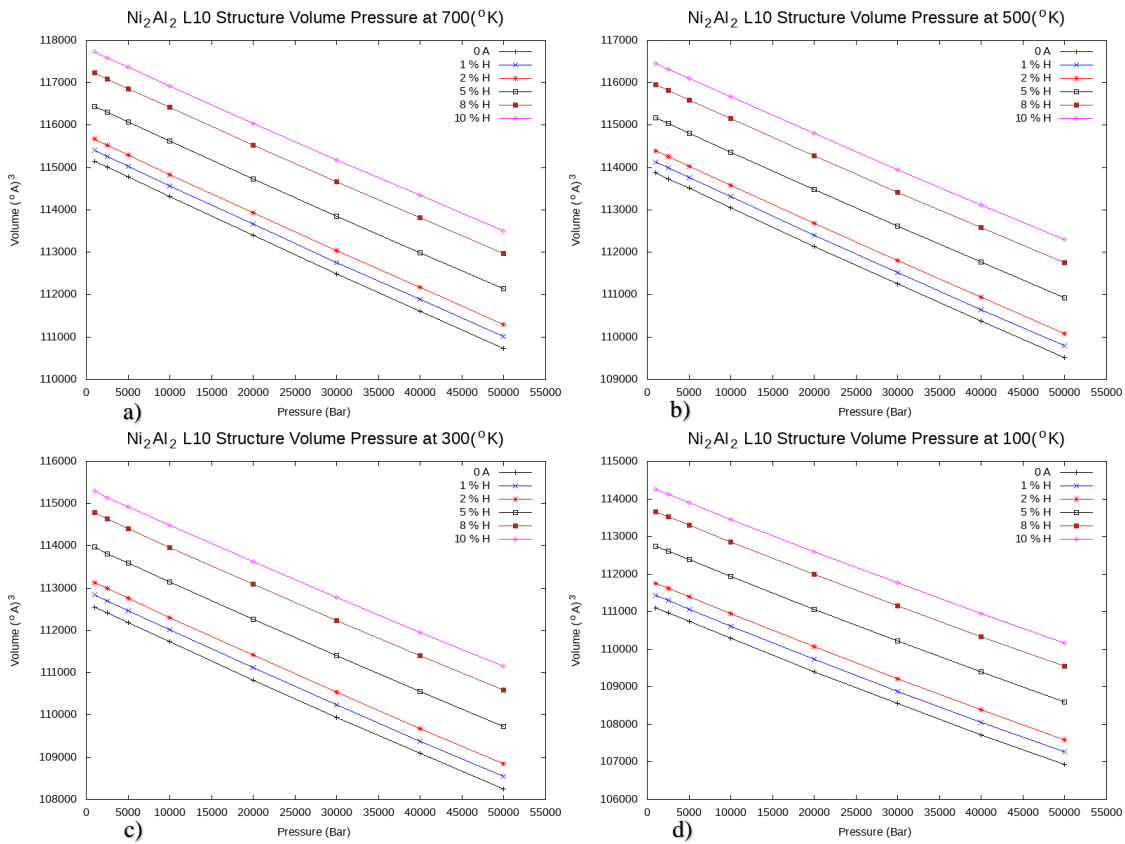 Ni2Al2 L10 Structure Volume Pressure at 700(oK)
118000
117000
116000
115000
114000
113000
112000
111000
110000
Volume (oA)3
0 A
1 % H
2 % H
5 % H
8 % H
10 % H
0 5000 10000 15000 20000 25000 30000 35000 40000 45000 50000 55000
Pressure (Bar)
a)
Ni2Al2 L10 Structure Volume Pressure at 500(oK)
117000
116000
115000
114000
113000
112000
111000
110000
109000
Volume (oA)3
0 A
1 % H
2 % H
5 % H
8 % H
10 % H
0 5000 10000 15000 20000 25000 30000 35000 40000 45000 50000 55000
Pressure (Bar)
b)
Ni2Al2 L10 Structure Volume Pressure at 300(oK)
116000
115000
114000
113000
112000
111000
110000
109000
108000
Volume (oA)3
0 A
1 % H
2 % H
5 % H
8 % H
10 % H
0 5000 10000 15000 20000 25000 30000 35000 40000 45000 50000 55000
Pressure (Bar)
c)
Ni2Al2 L10 Structure Volume Pressure at 100(oK)
115000
114000
113000
112000
111000
110000
109000
108000
107000
106000
Volume (oA)3
0 A
1 % H
2 % H
5 % H
8 % H
10 % H
0 5000 10000 15000 20000 25000 30000 35000 40000 45000 50000 55000
Pressure (Bar)
d)